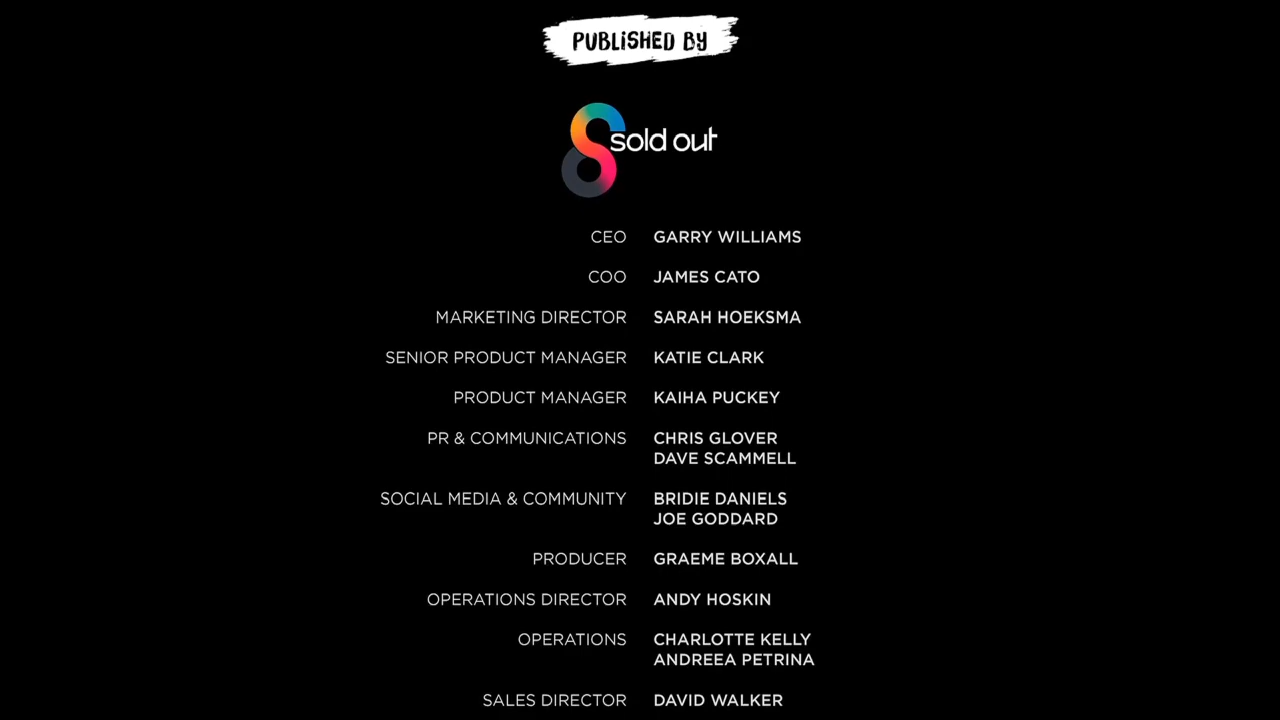 PUBLISHED BY
sold out
CEO GARRY WILLIAMS
COO JAMES CATO
MARKETING DIRECTOR SARAH HOEKSMA
SENIOR PRODUCT MANAGER KATIE CLARK
PRODUCT MANAGER KAIHA PUCKEY
PR & COMMUNICATIONS CHRIS GLOVER
DAVE SCAMMELL
SOCIAL MEDIA & COMMUNITY BRIDIE DANIELS
JOE GODDARD
PRODUCER GRAEME BOXALL
OPERATIONS DIRECTOR ANDY HOSKIN
OPERATIONS CHARLOTTE KELLY
ANDREEA PETRINA
SALES DIRECTOR DAVID WALKER